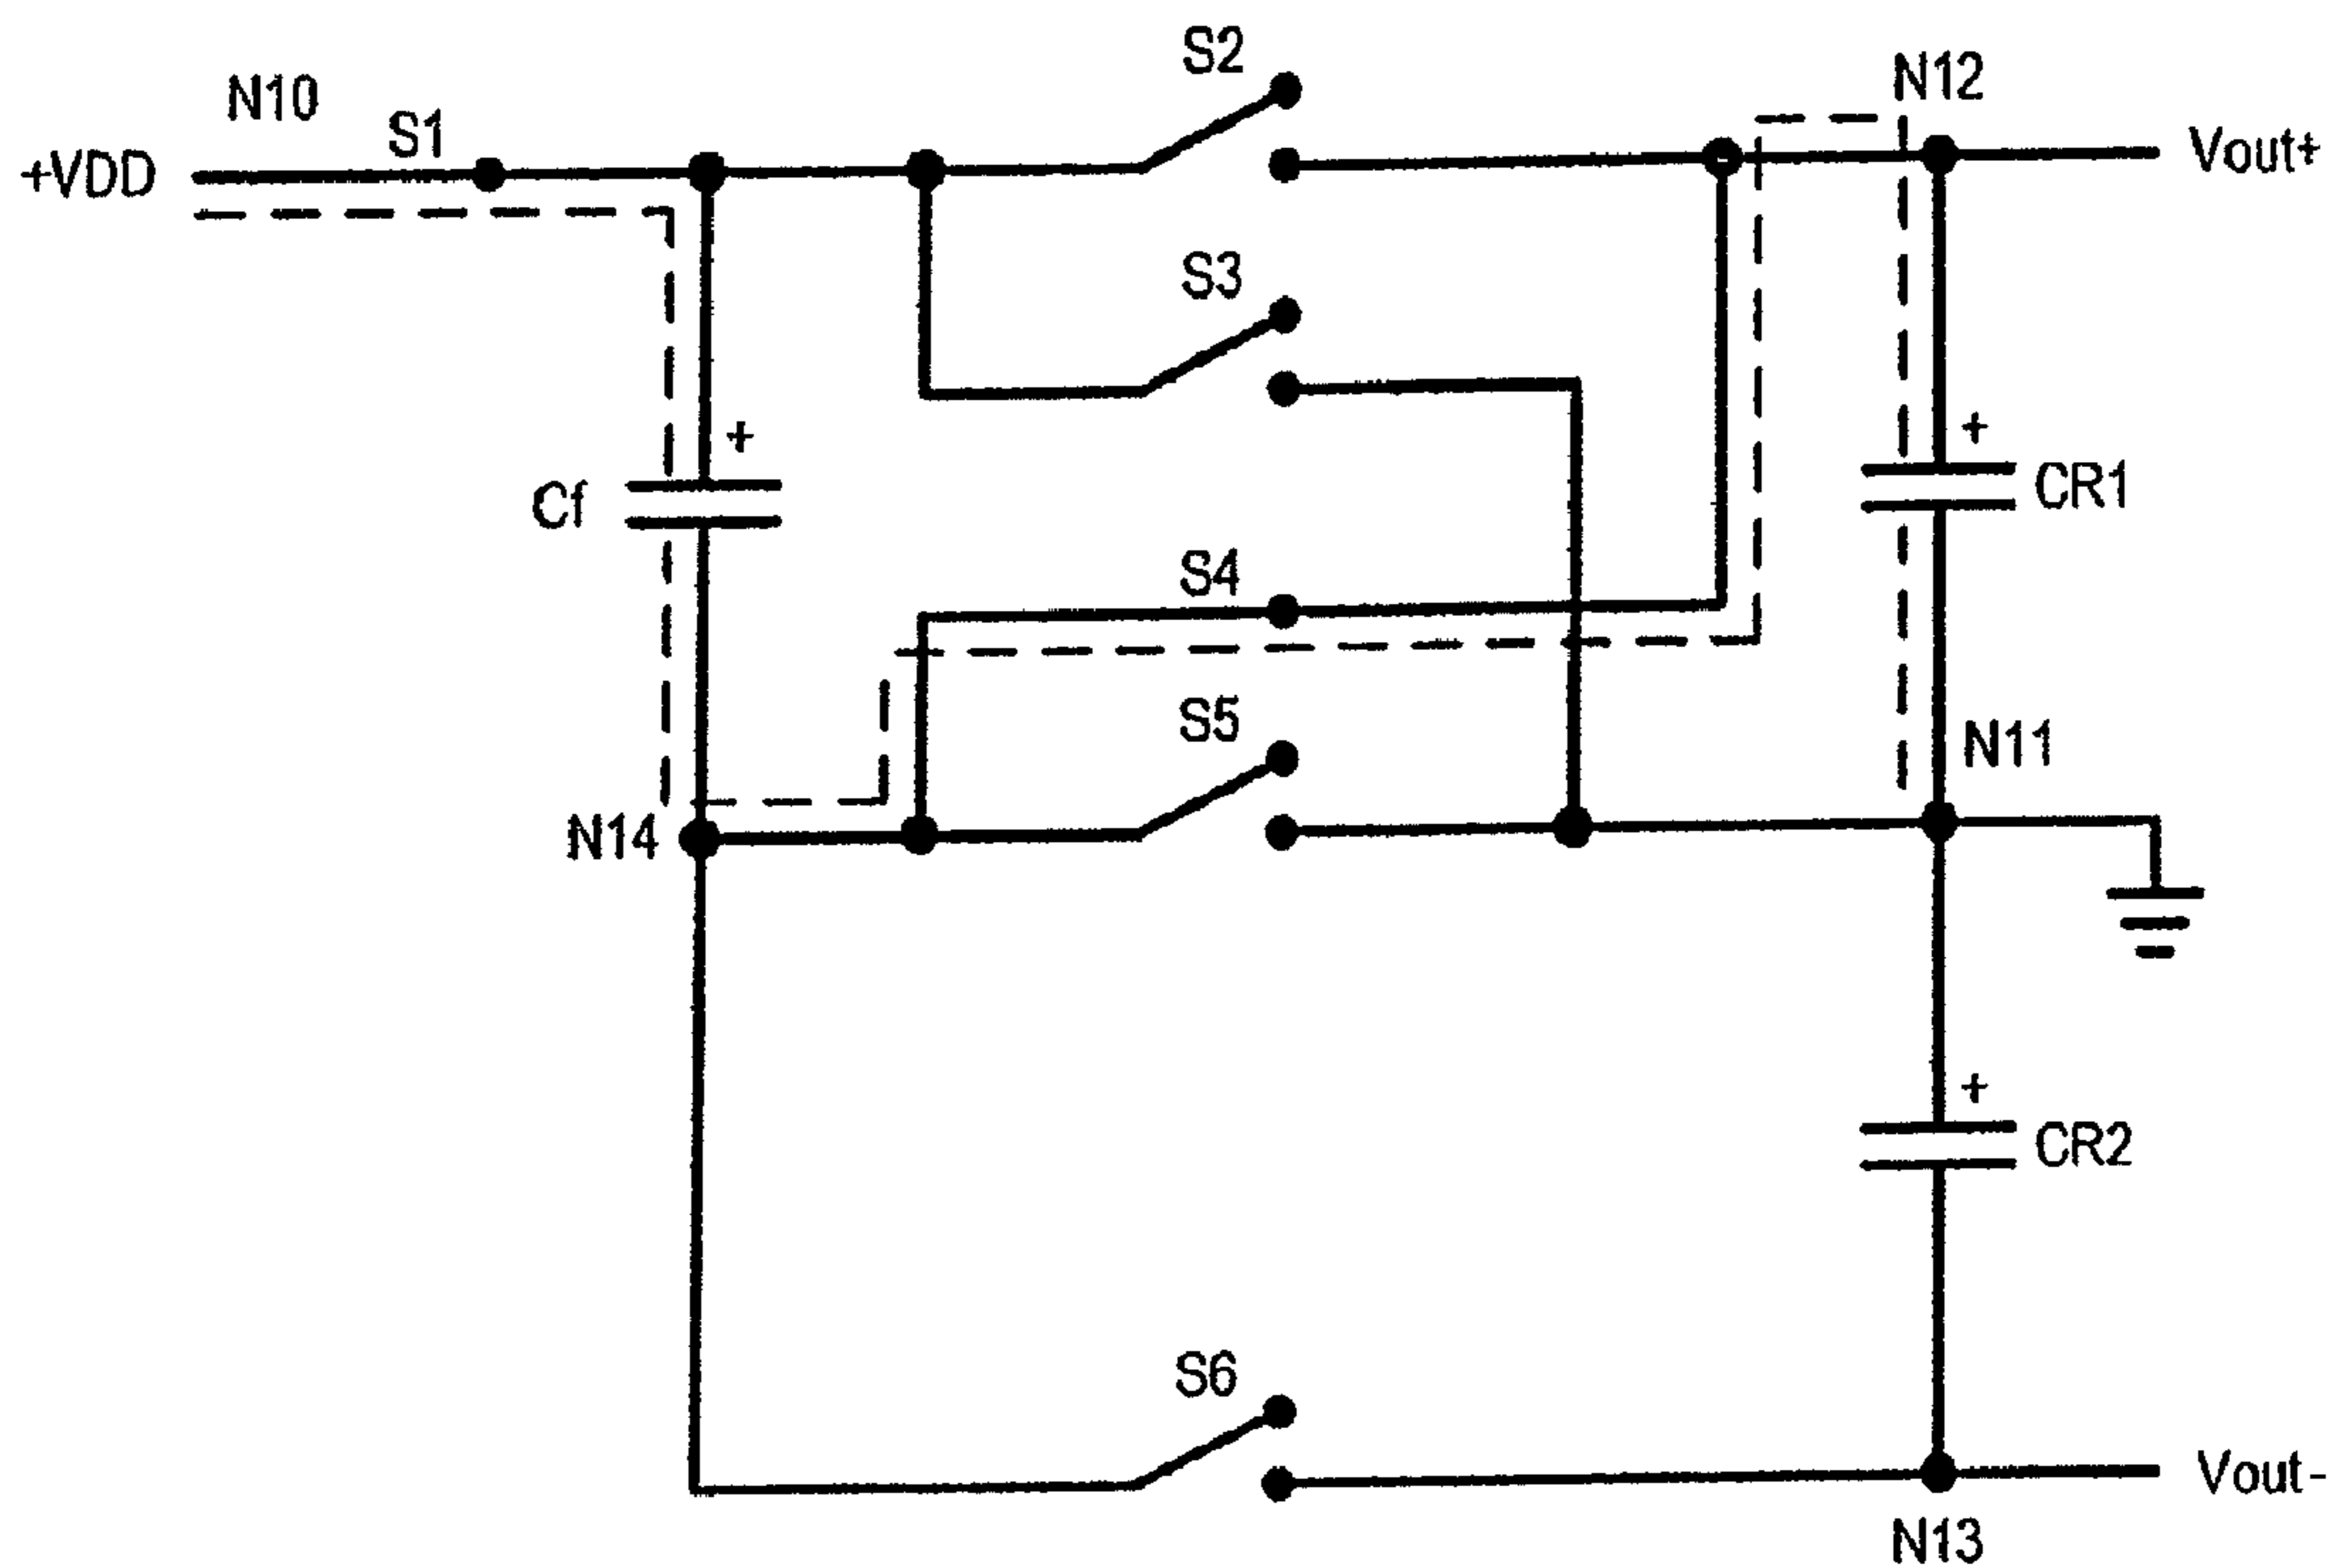 S2
N12
N10
S1
+VDD
Vout+
S3
+
+
Cf
CR1
S4
S5
N11
N14
+
CR2
S6
Vout-
N13